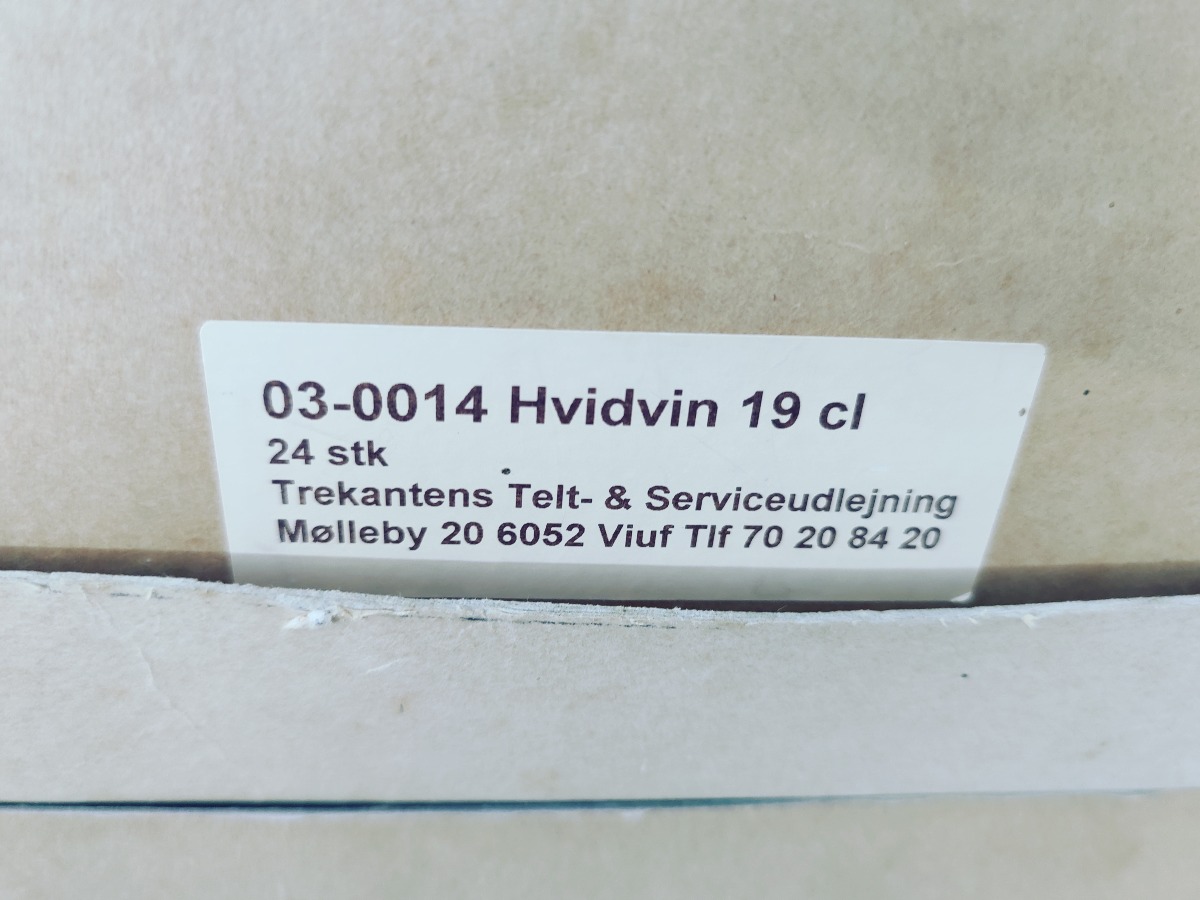 03-0014 Hvidvin 19 cl
24 stk
Trekantens Telt- & Serviceudlejning
Mølleby 20 6052 Viuf Tlf 70 20 84 20